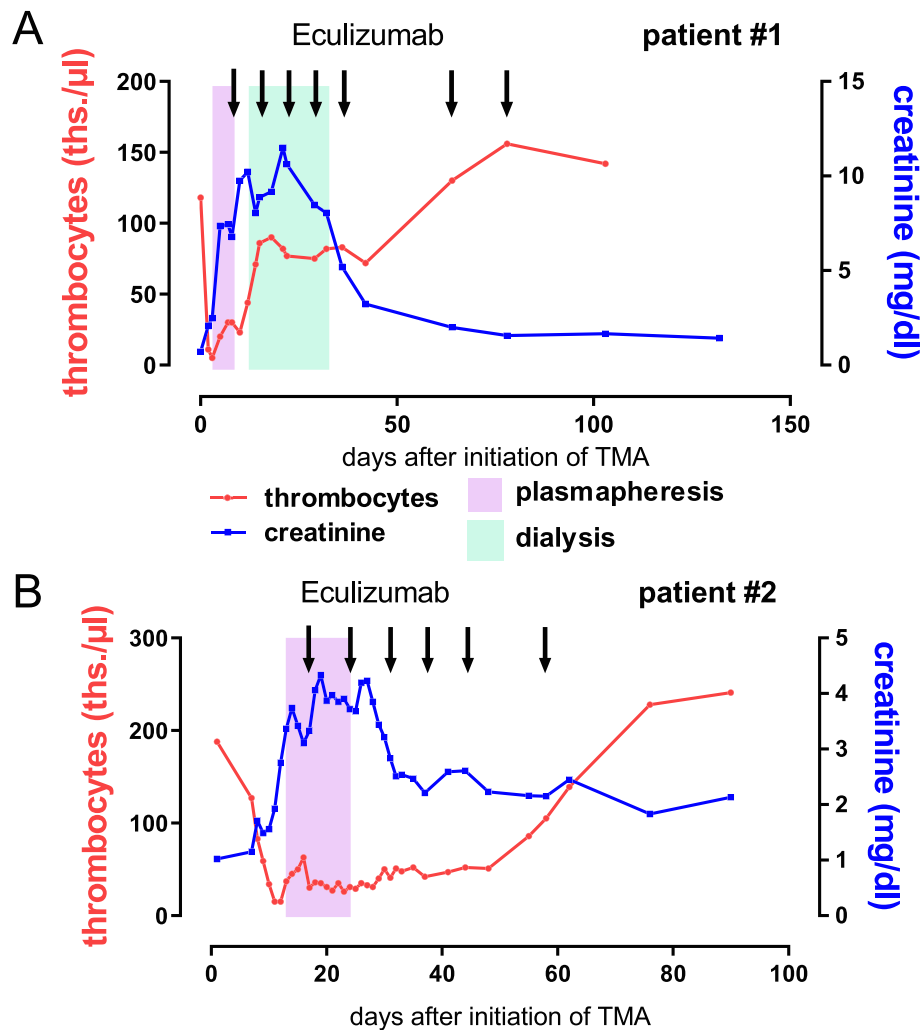 A
Eculizumab
patient #1
thrombocytes (ths./µl)
200
150
100
50
0
15
10
5
0
creatinine (mg/dl)
0
50
100
150
days after initiation of TMA
thrombocytes
plasmapheresis
creatinine
dialysis
B
Eculizumab
patient #2
thrombocytes (ths./µl)
300
200
100
0
5
4
3
2
1
0
creatinine (mg/dl)
0
20
40
60
80
100
days after initiation of TMA